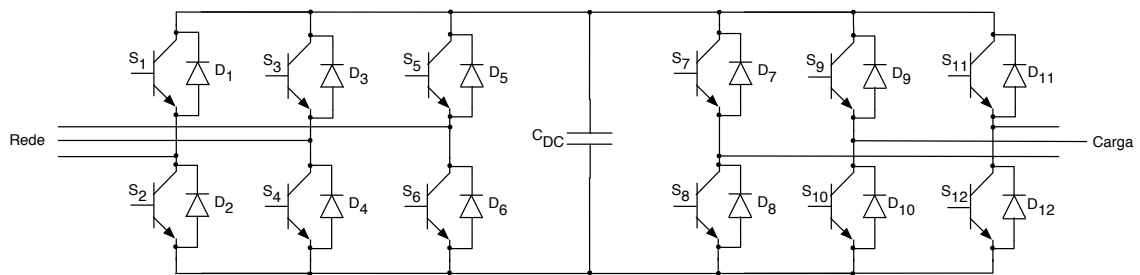 S1
D1
S3
D3
S5
D5
S7
D7
S9
D9
S11
D11
Rede
CDC
Carga
S2
D2
S4
D4
S6
D6
S8
D8
S10
D10
S12
D12